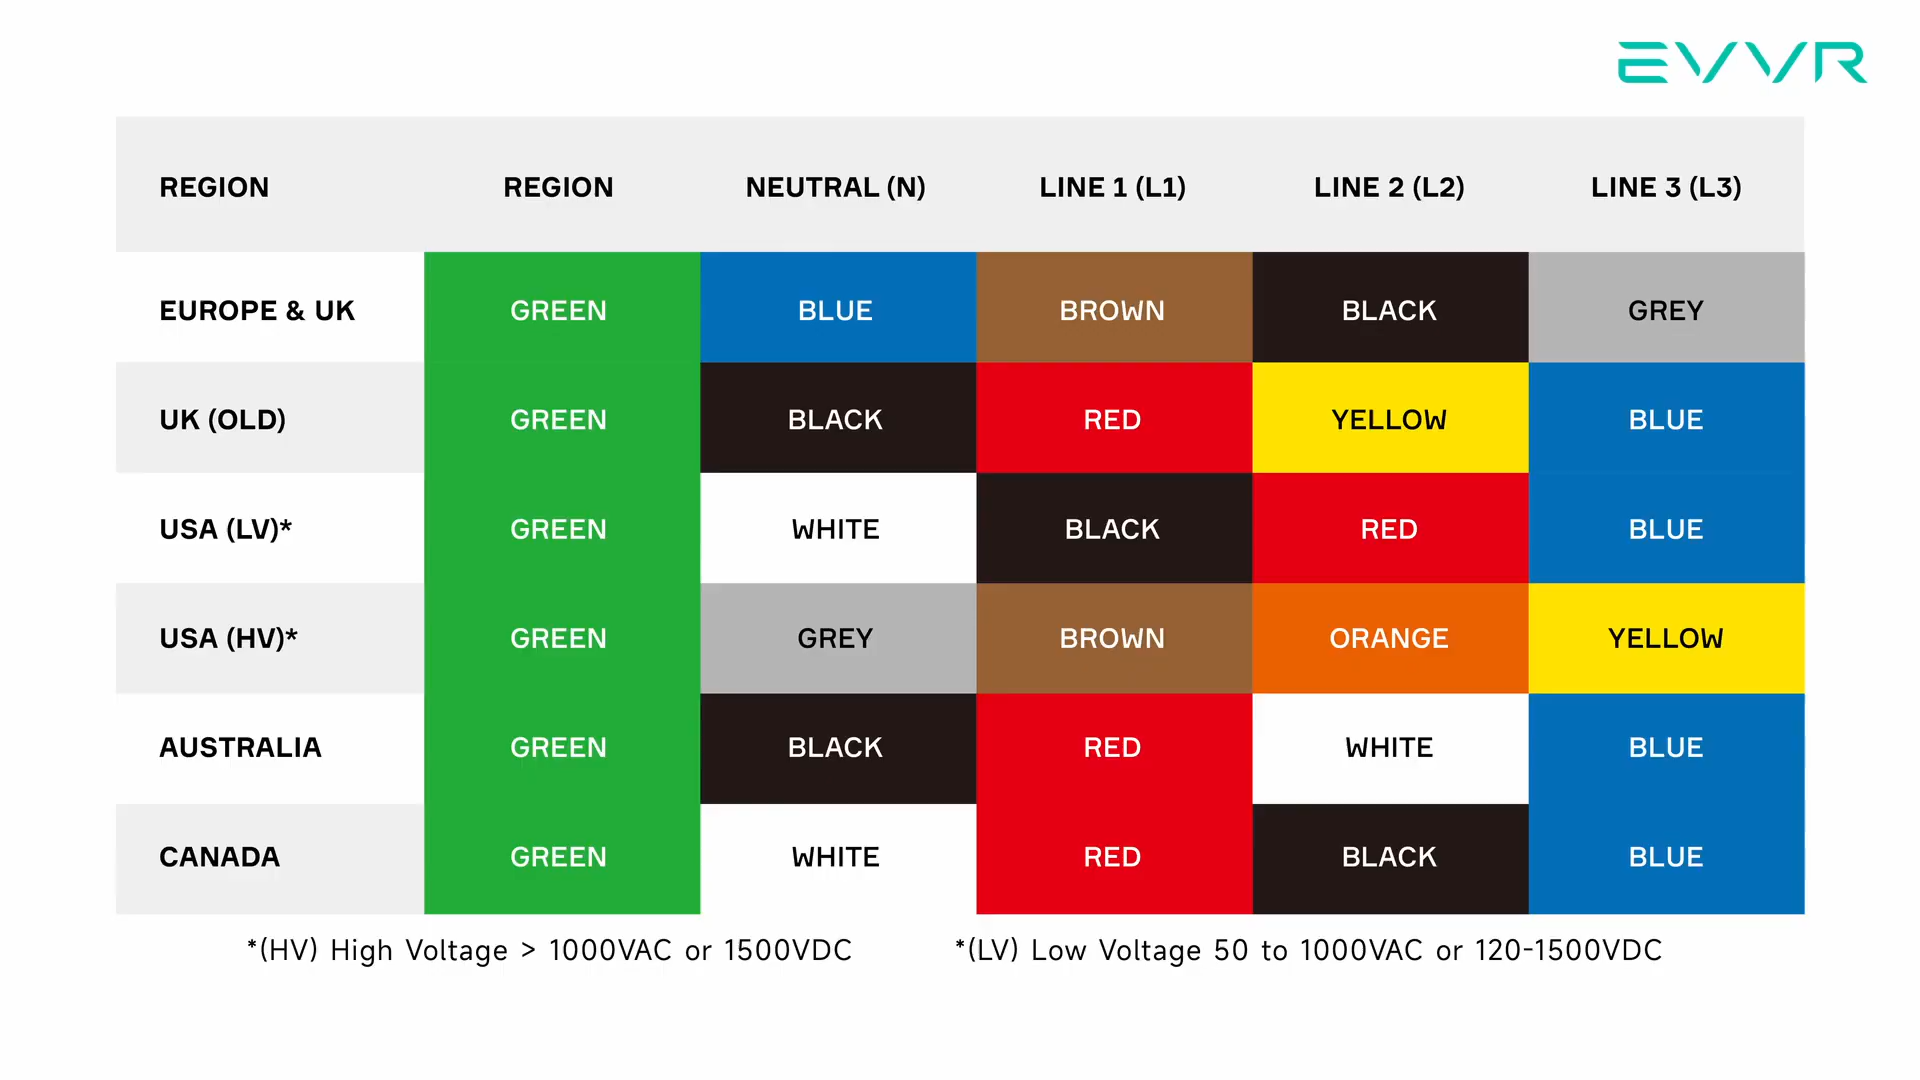 EVVR
REGION REGION NEUTRAL (N) LINE 1 (L1) LINE 2 (L2) LINE 3 (L3)
EUROPE & UK GREEN BLUE BROWN BLACK GREY
UK (OLD) GREEN BLACK RED YELLOW BLUE
USA (LV)* GREEN WHITE BLACK RED BLUE
USA (HV)* GREEN GREY BROWN ORANGE YELLOW
AUSTRALIA GREEN BLACK RED WHITE BLUE
CANADA GREEN WHITE RED BLACK BLUE
*(HV) High Voltage > 1000VAC or 1500VDC *(LV) Low Voltage 50 to 1000VAC or 120-1500VDC